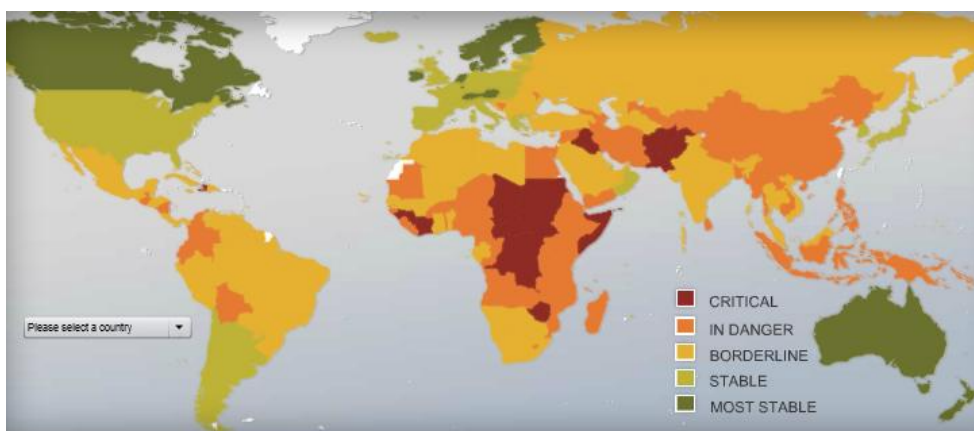 Please select a country
CRITICAL
IN DANGER
BORDERLINE
STABLE
MOST STABLE